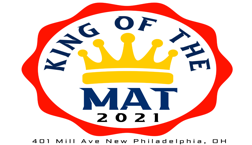 KING OF THE
MAT
2021
401 Mill Ave New Philadelphia, OH